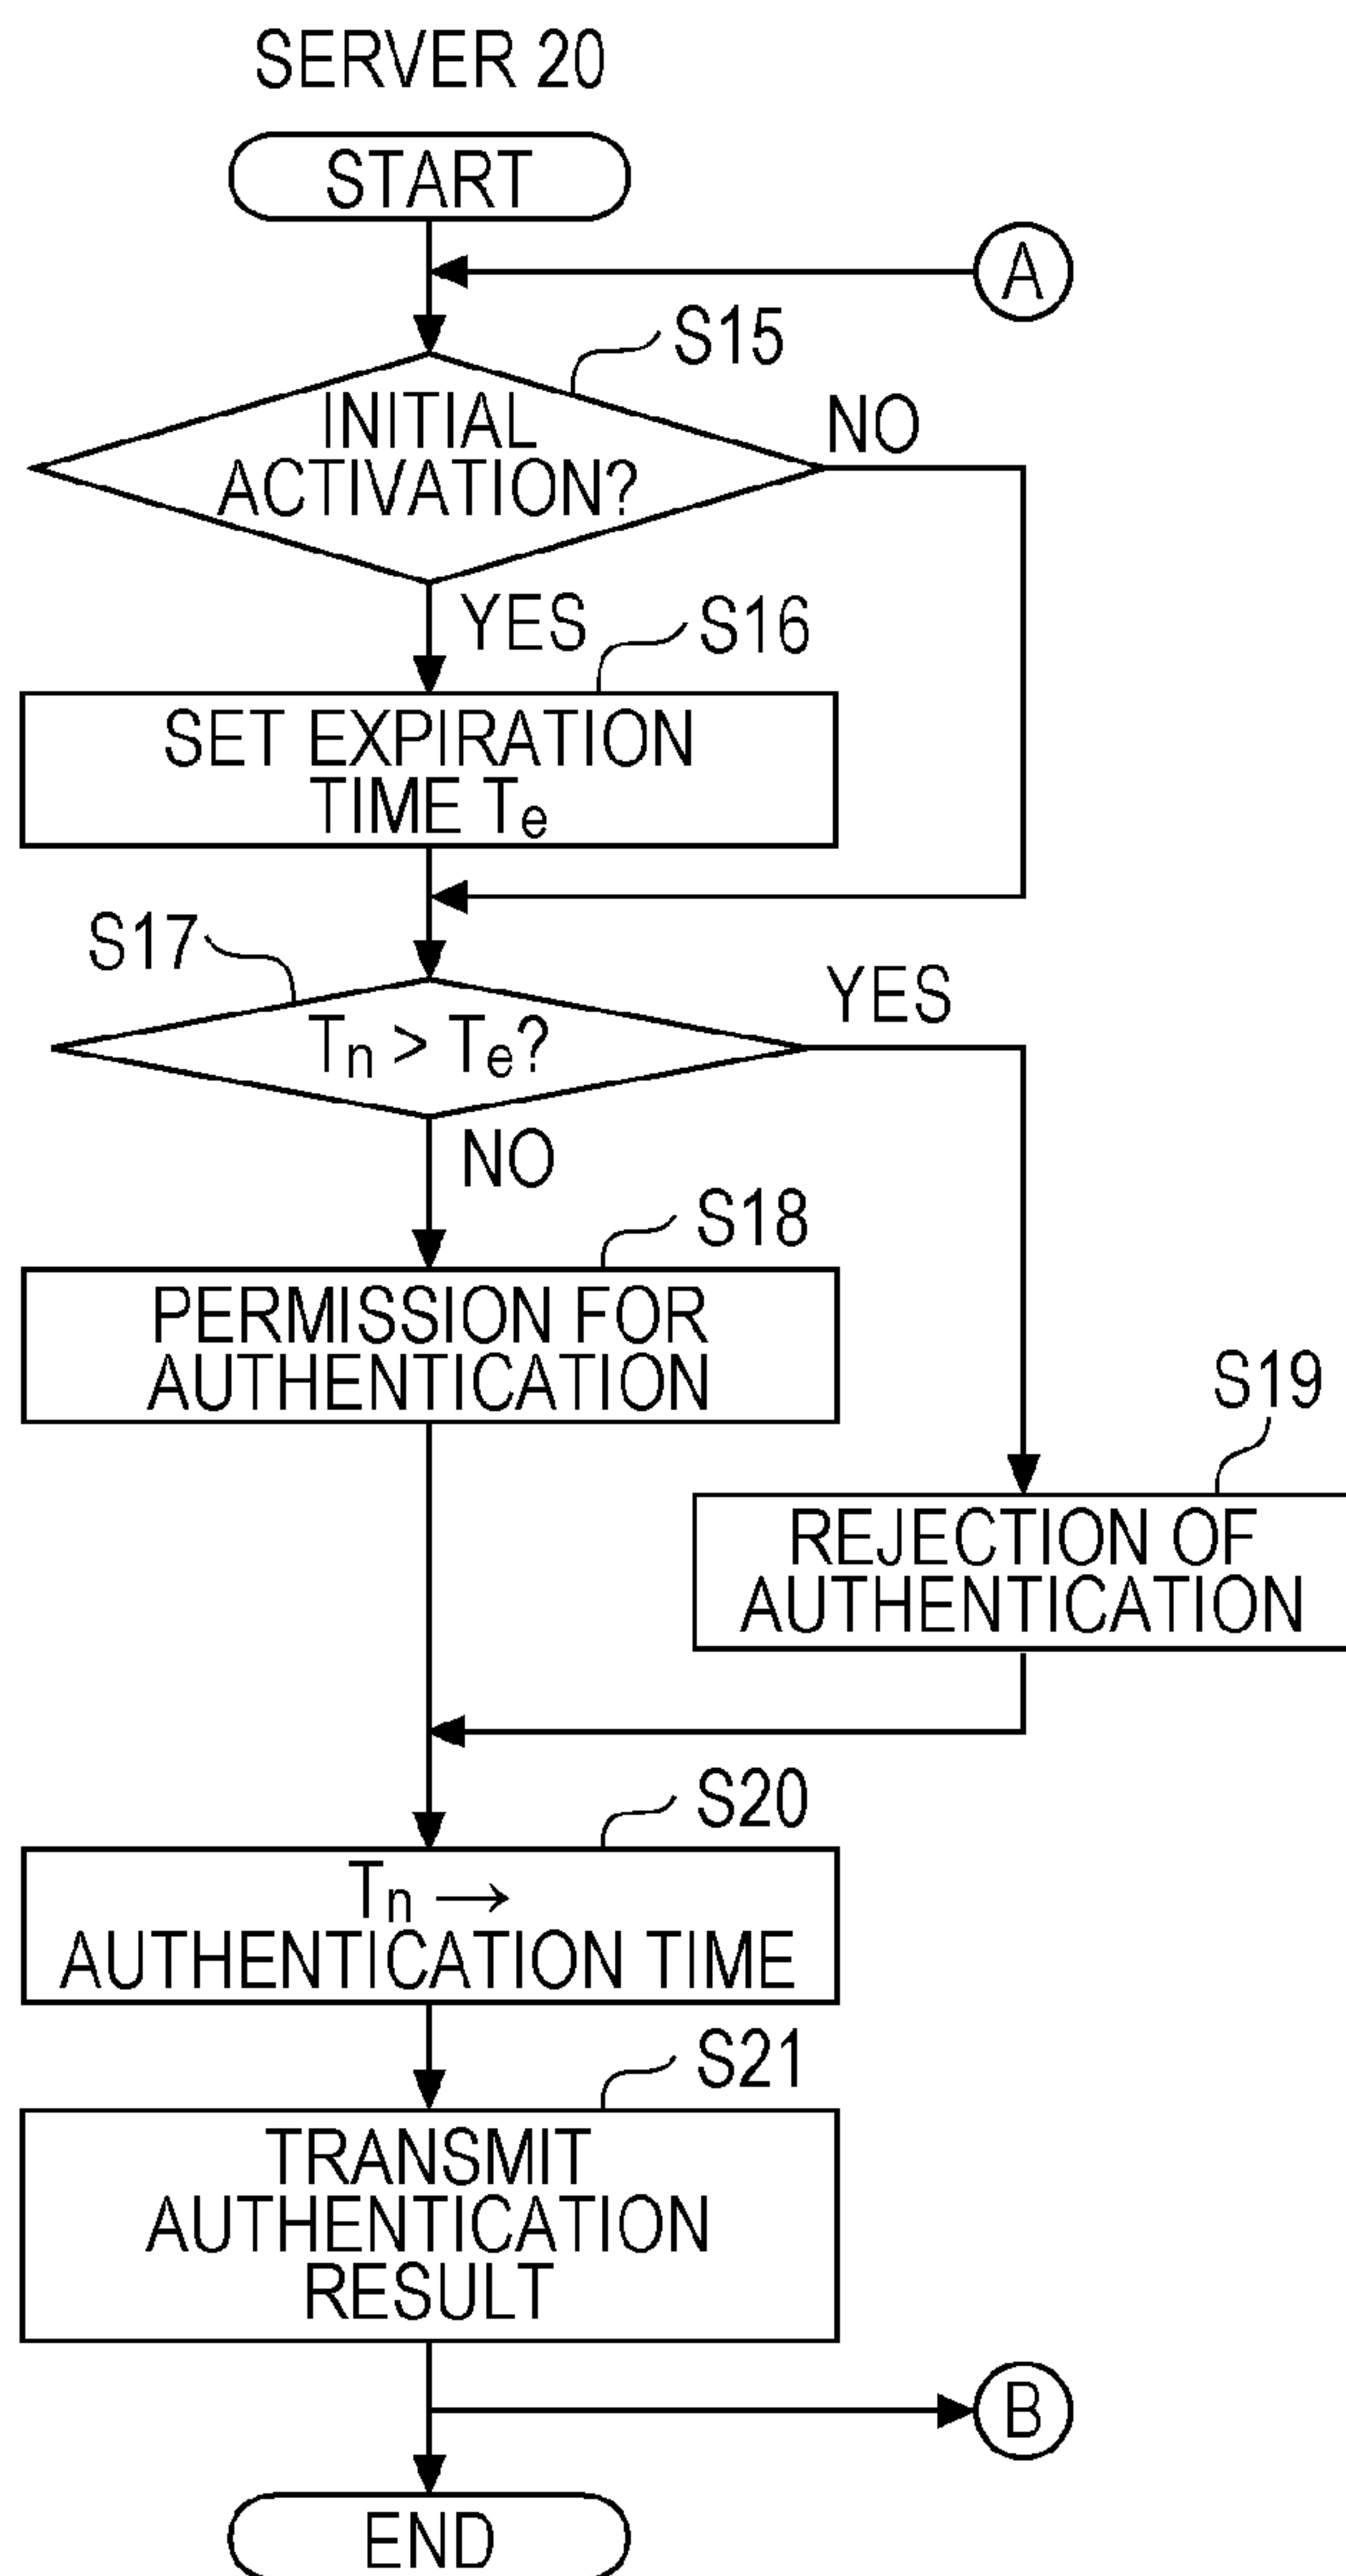 SERVER 20
START
A
S15
INITIAL
ACTIVATION?
NO
YES
S16
SET EXPIRATION
TIME Te
S17
Tn > Te?
YES
NO
S18
PERMISSION FOR
AUTHENTICATION
S19
REJECTION OF
AUTHENTICATION
S20
Tn →
AUTHENTICATION TIME
S21
TRANSMIT
AUTHENTICATION
RESULT
B
END